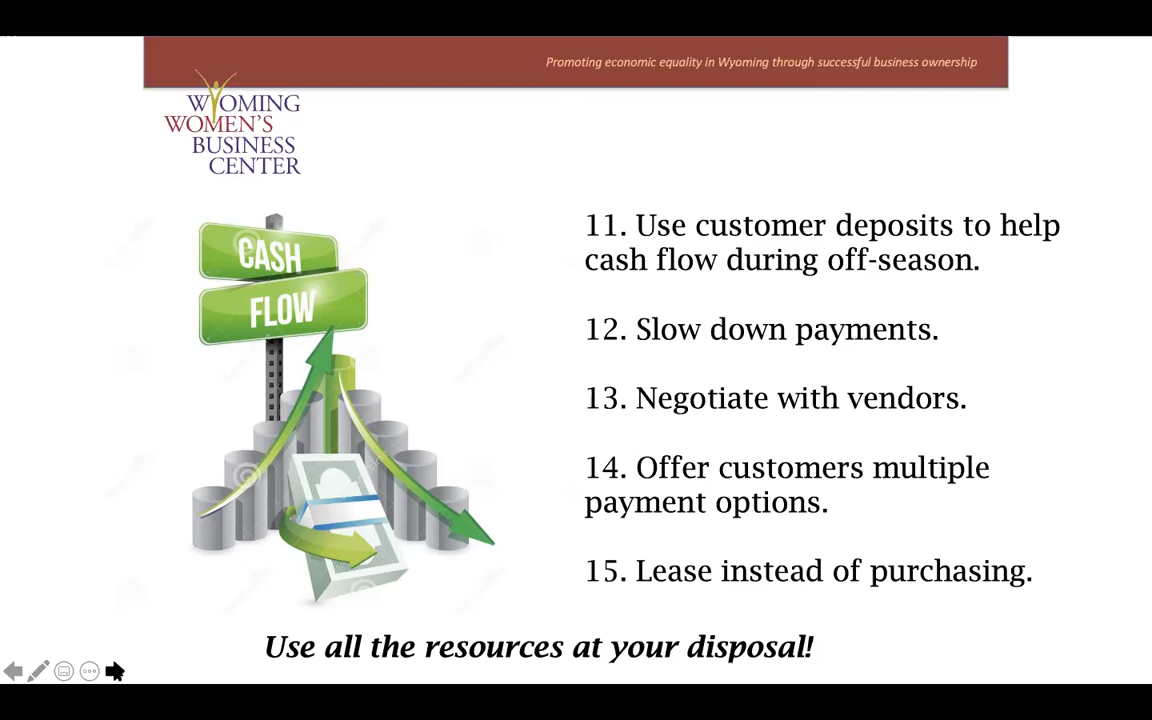 Promoting economic equality in Wyoming through successful business ownership
WYOMING
WOMEN'S
BUSINESS
CENTER
CASH
FLOW
11. Use customer deposits to help
cash flow during off-season.
12. Slow down payments.
13. Negotiate with vendors.
14. Offer customers multiple
payment options.
15. Lease instead of purchasing.
Use all the resources at your disposal!